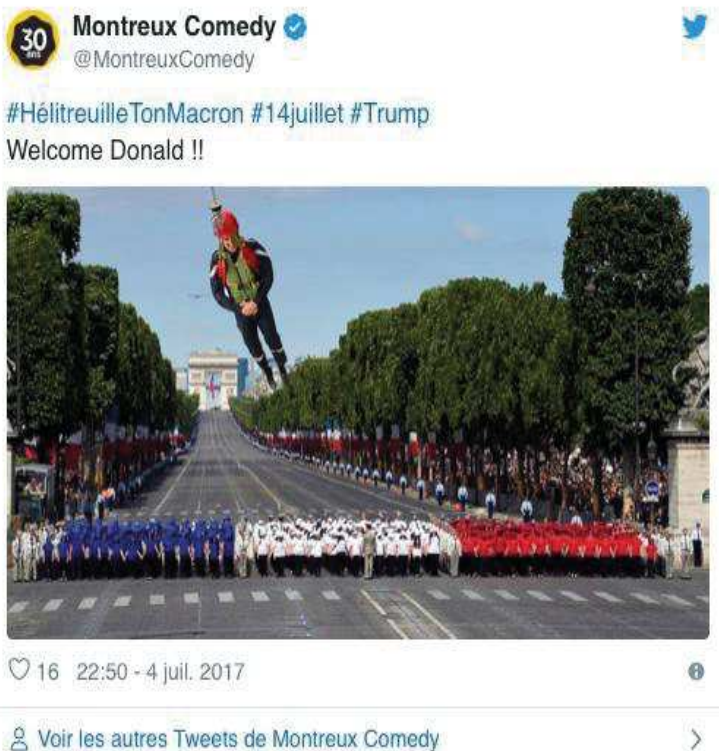 30
ans
Montreux Comedy
@MontreuxComedy
#HélitreuilleTonMacron #14juillet #Trump
Welcome Donald !!
16 22:50 - 4 juil. 2017
Voir les autres Tweets de Montreux Comedy